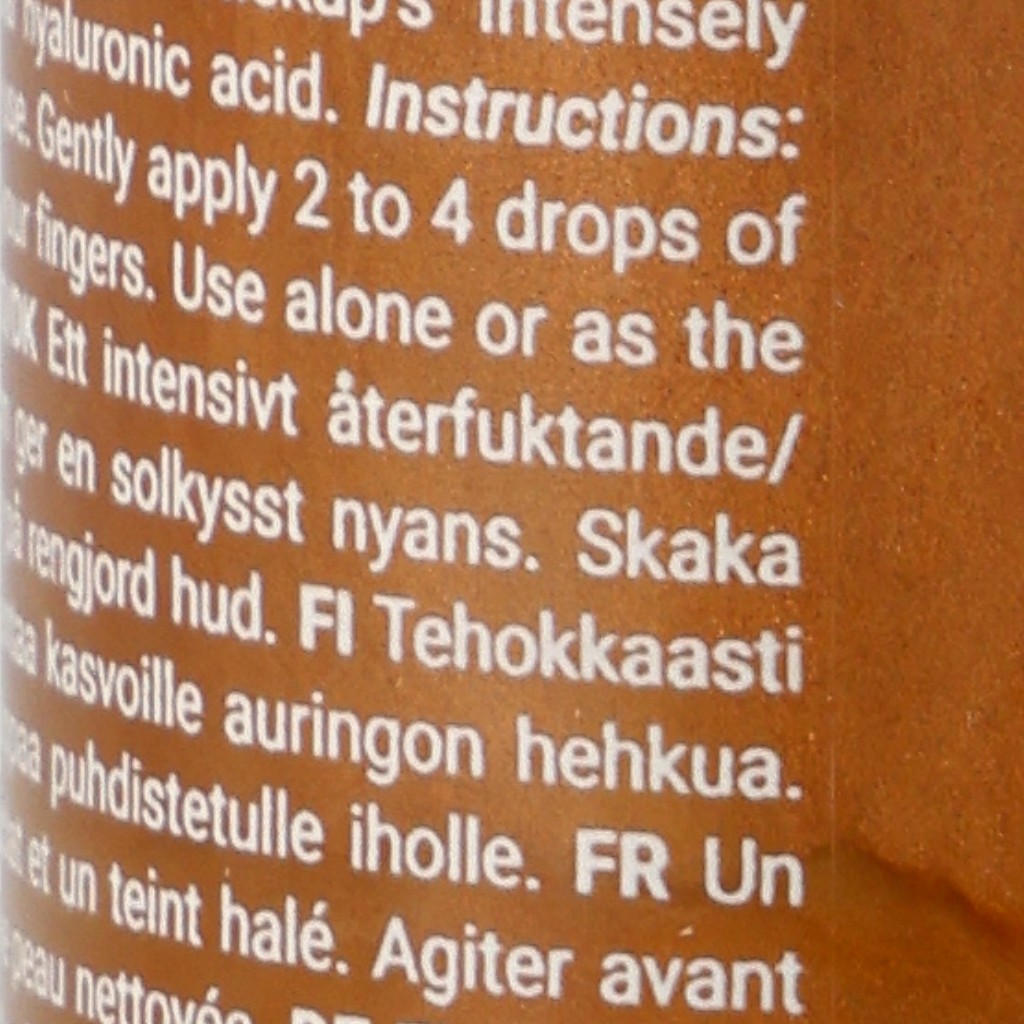 intensely
hyaluronic acid. Instructions:
Gently apply 2 to 4 drops of
fingers. Use alone or as the
Ett intensivt återfuktande/
ger en solkysst nyans. Skaka
rengjord hud. FI Tehokkaasti
kasvoille auringon hehkua.
puhdistetulle iholle. FR Un
et un teint halé. Agiter avant
peau nettoyée.